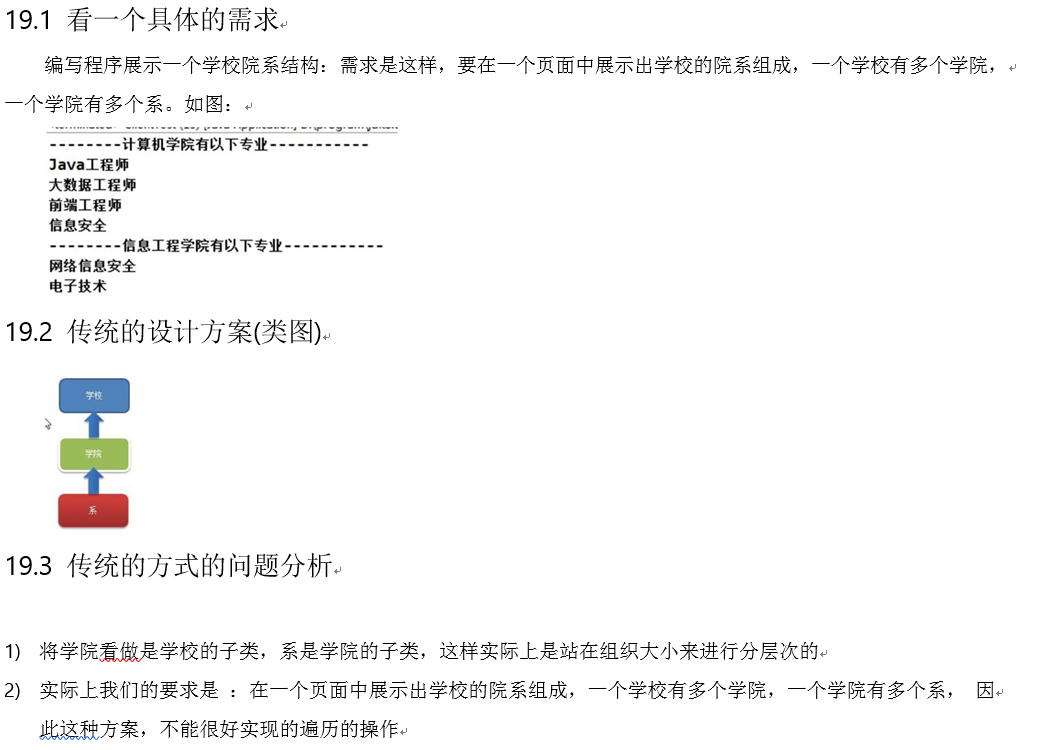 19.1 看一个具体的需求
编写程序展示一个学校院系结构：需求是这样，要在一个页面中展示出学校的院系组成，一个学校有多个学院，
一个学院有多个系。如图：
--------计算机学院有以下专业-----------
Java工程师
大数据工程师
前端工程师
信息安全
--------信息工程学院有以下专业-----------
网络信息安全
电子技术
19.2 传统的设计方案(类图)
学校
学院
系
19.3 传统的方式的问题分析
1) 将学院看做是学校的子类，系是学院的子类，这样实际上是站在组织大小来进行分层次的
2) 实际上我们的要求是 ：在一个页面中展示出学校的院系组成，一个学校有多个学院，一个学院有多个系， 因
此这种方案，不能很好实现的遍历的操作